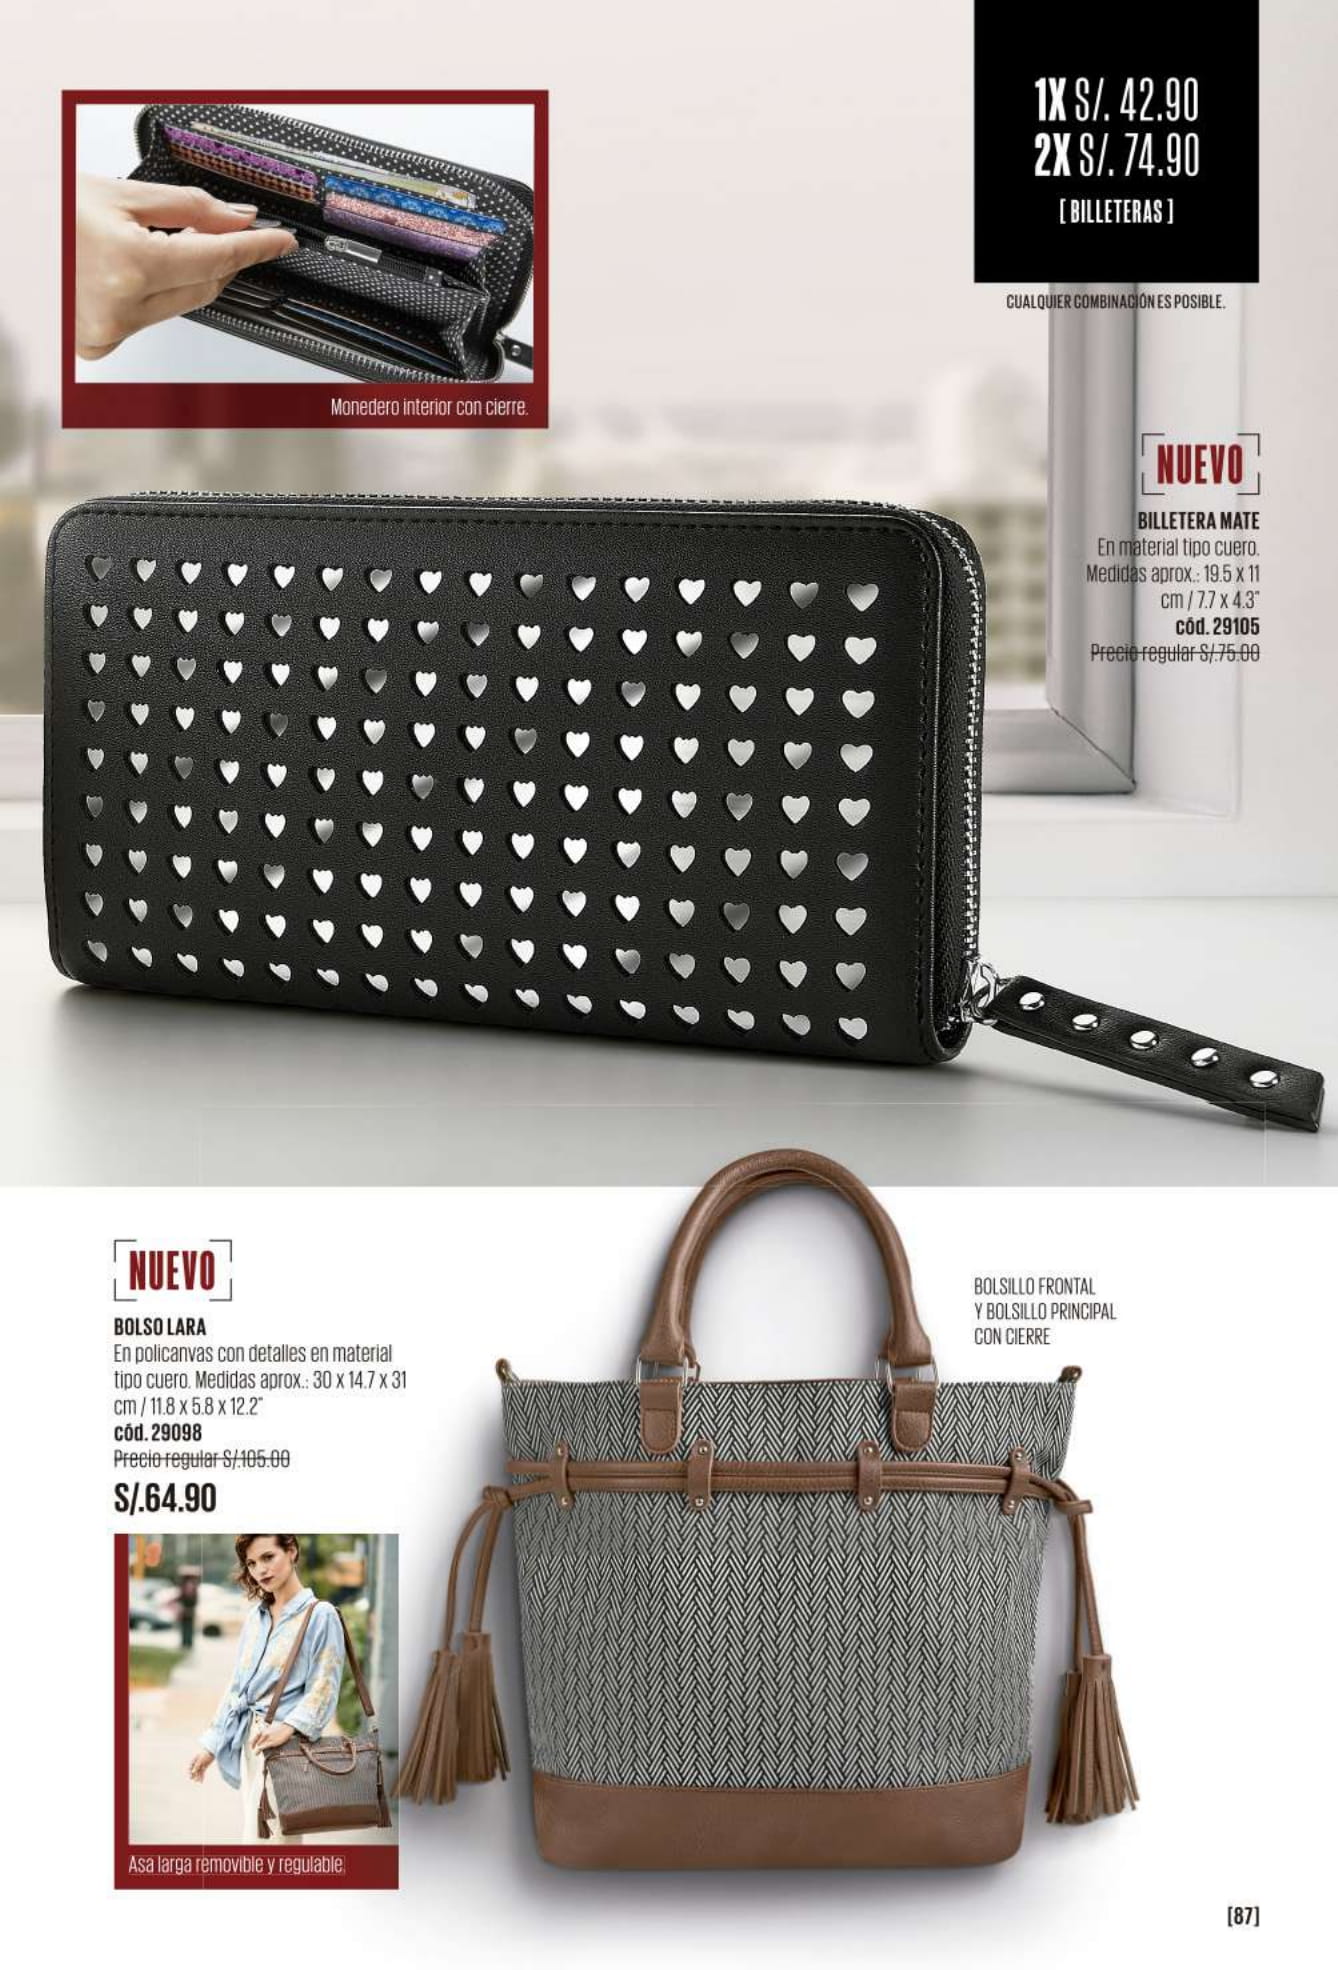 1X S/. 42.90
2X S/. 74.90
[ BILLETERAS ]
CUALQUIER COMBINACIÓN ES POSIBLE.
Monedero interior con cierre.
NUEVO
BILLETERA MATE
En material tipo cuero.
Medidas aprox.: 19.5 x 11
cm / 7.7 x 4.3"
cód. 29105
Precio regular S/.75.00
NUEVO
BOLSO LARA
En policanvas con detalles en material
tipo cuero. Medidas aprox.: 30 x 14.7 x 31
cm / 11.8 x 5.8 x 12.2"
cód. 29098
Precio regular S/.105.00
S/.64.90
BOLSILLO FRONTAL
Y BOLSILLO PRINCIPAL
CON CIERRE
Asa larga removible y regulable.
[87]